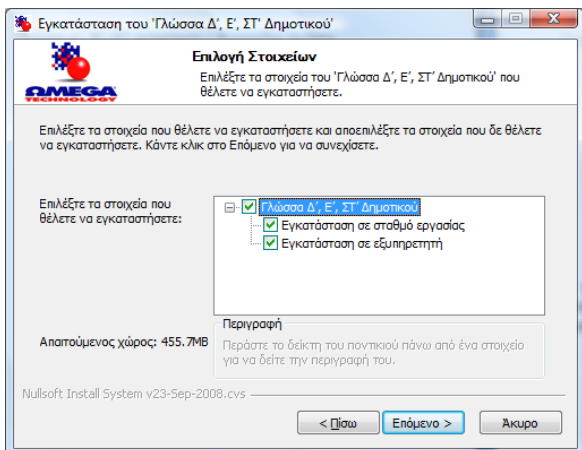 Εγκατάσταση του 'Γλώσσα Δ', Ε', ΣΤ' Δημοτικού'
ΩMEGA
TECHNOLOGY
Επιλογή Στοιχείων
Επιλέξτε τα στοιχεία του 'Γλώσσα Δ', Ε', ΣΤ' Δημοτικού' που
θέλετε να εγκαταστήσετε.
Επιλέξτε τα στοιχεία που θέλετε να εγκαταστήσετε και αποεπιλέξτε τα στοιχεία που δε θέλετε
να εγκαταστήσετε. Κάντε κλικ στο Επόμενο για να συνεχίσετε.
Επιλέξτε τα στοιχεία που
θέλετε να εγκαταστήσετε:
Γλώσσα Δ', Ε', ΣΤ' Δημοτικού
Εγκατάσταση σε σταθμό εργασίας
Εγκατάσταση σε εξυπηρετητή
Απαιτούμενος χώρος: 455.7MB
Περιγραφή
Περάστε το δείκτη του ποντικιού πάνω από ένα στοιχείο
για να δείτε την περιγραφή του.
Nullsoft Install System v23-Sep-2008.cvs
< Πίσω
Επόμενο >
Άκυρο